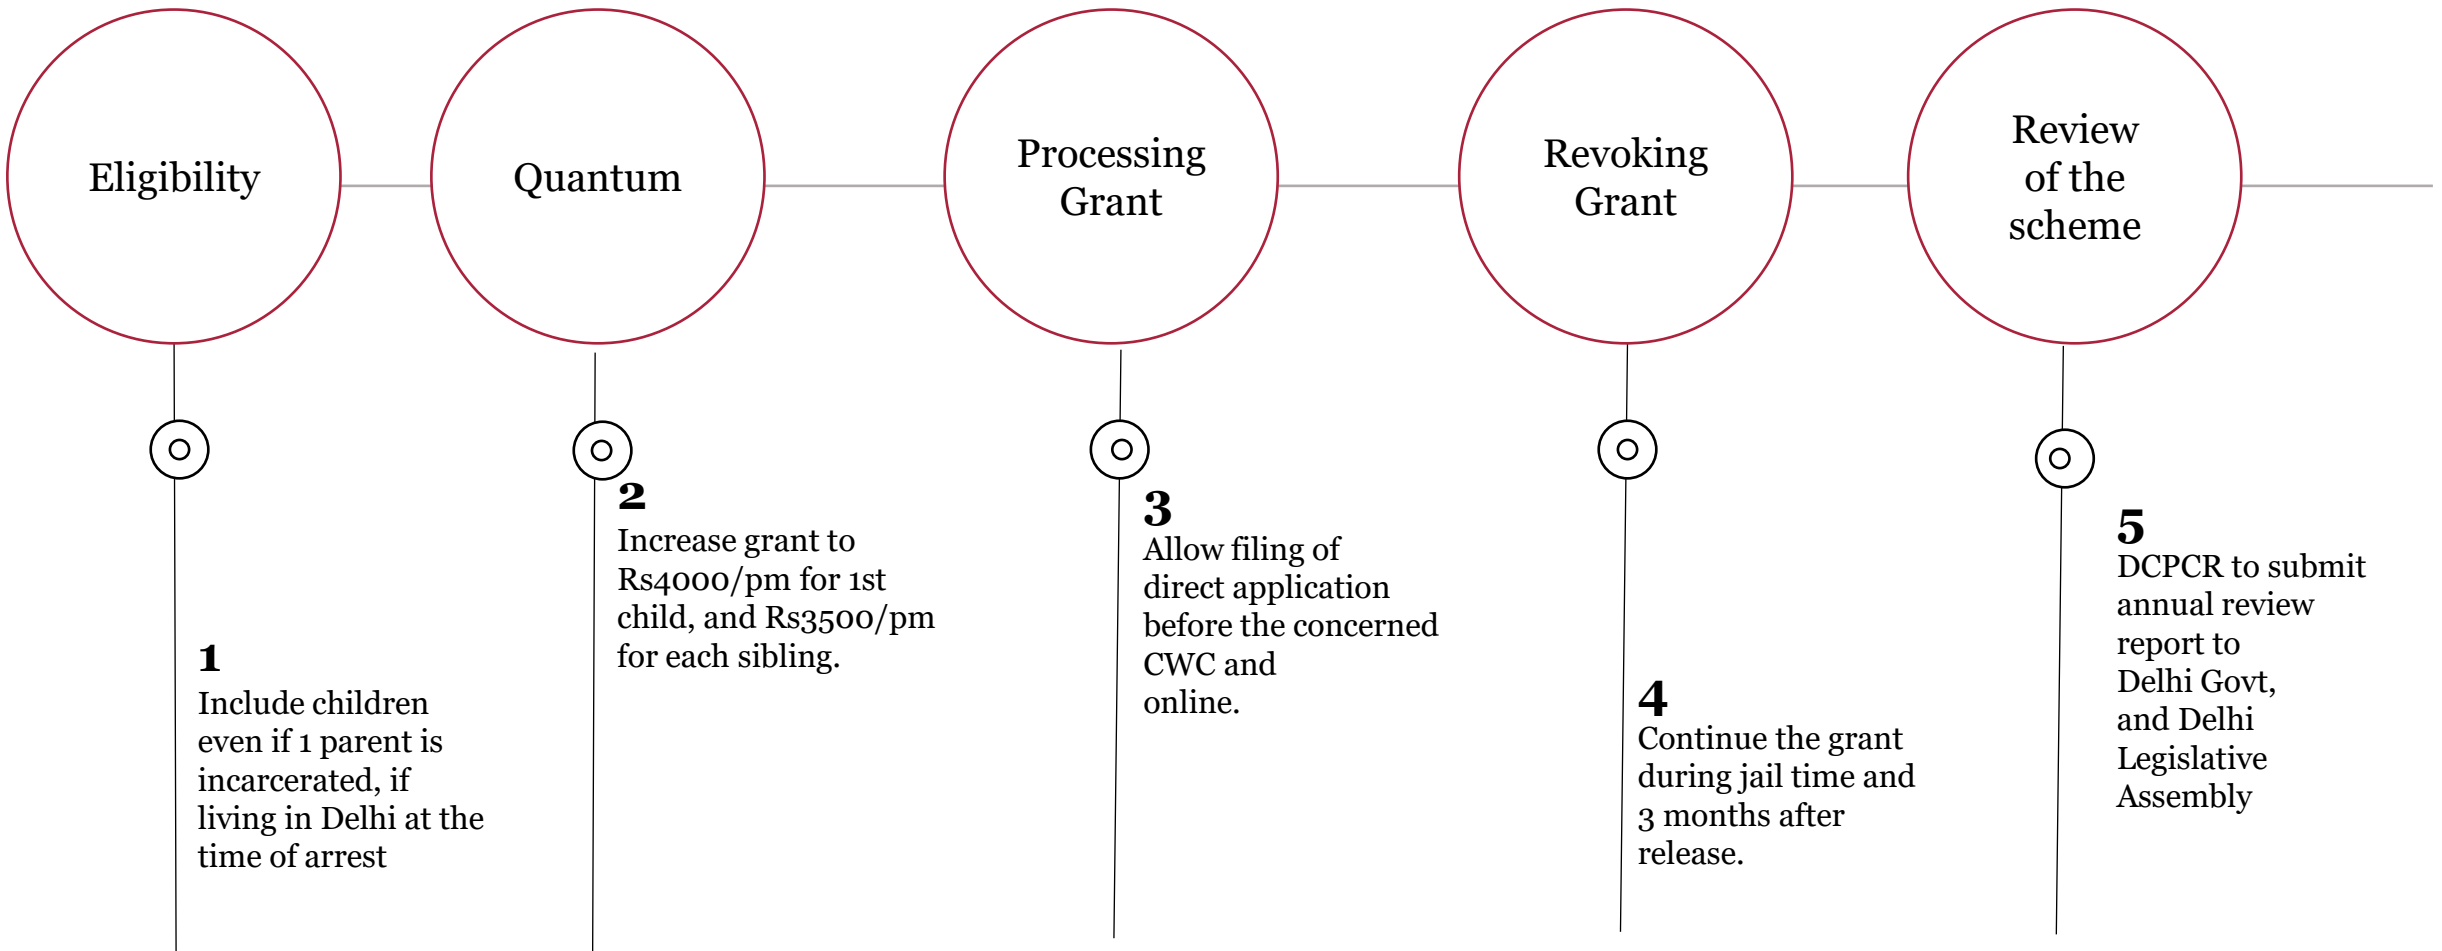 Eligibility
Quantum
Processing
Grant
Revoking
Grant
Review
of the
scheme
1
Include children
even if 1 parent is
incarcerated, if
living in Delhi at the
time of arrest
2
Increase grant to
Rs4000/pm for 1st
child, and Rs3500/pm
for each sibling.
3
Allow filing of
direct application
before the concerned
CWC and
online.
4
Continue the grant
during jail time and
3 months after
release.
5
DCPCR to submit
annual review
report to
Delhi Govt,
and Delhi
Legislative
Assembly